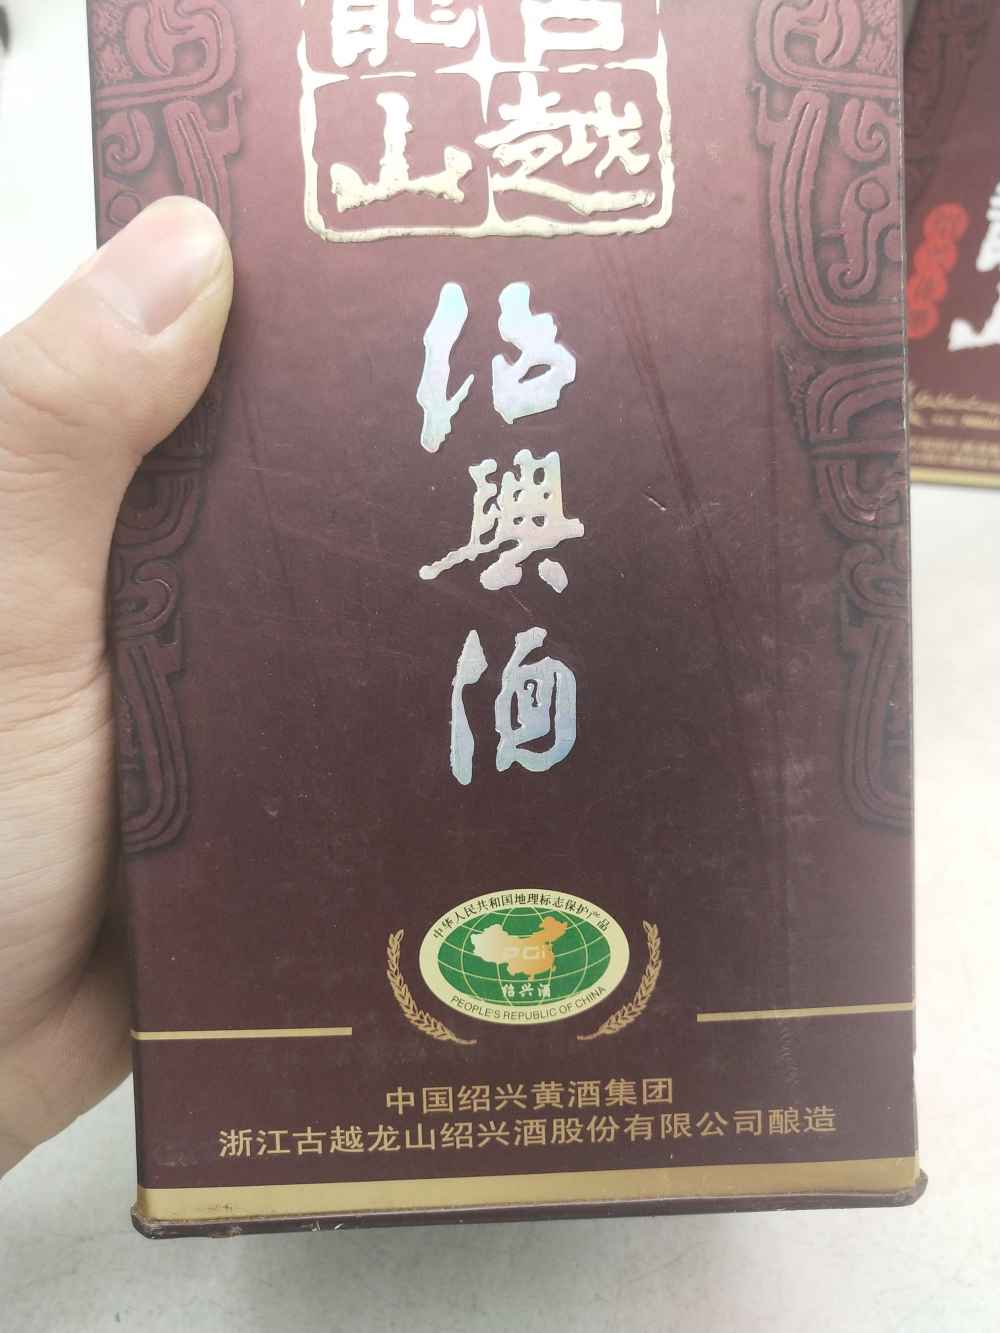 古越
龍山
绍興酒
中华人民共和国地理标志保护产品
PGI
绍兴酒
PEOPLE'S REPUBLIC OF CHINA
中国绍兴黄酒集团
浙江古越龙山绍兴酒股份有限公司酿造